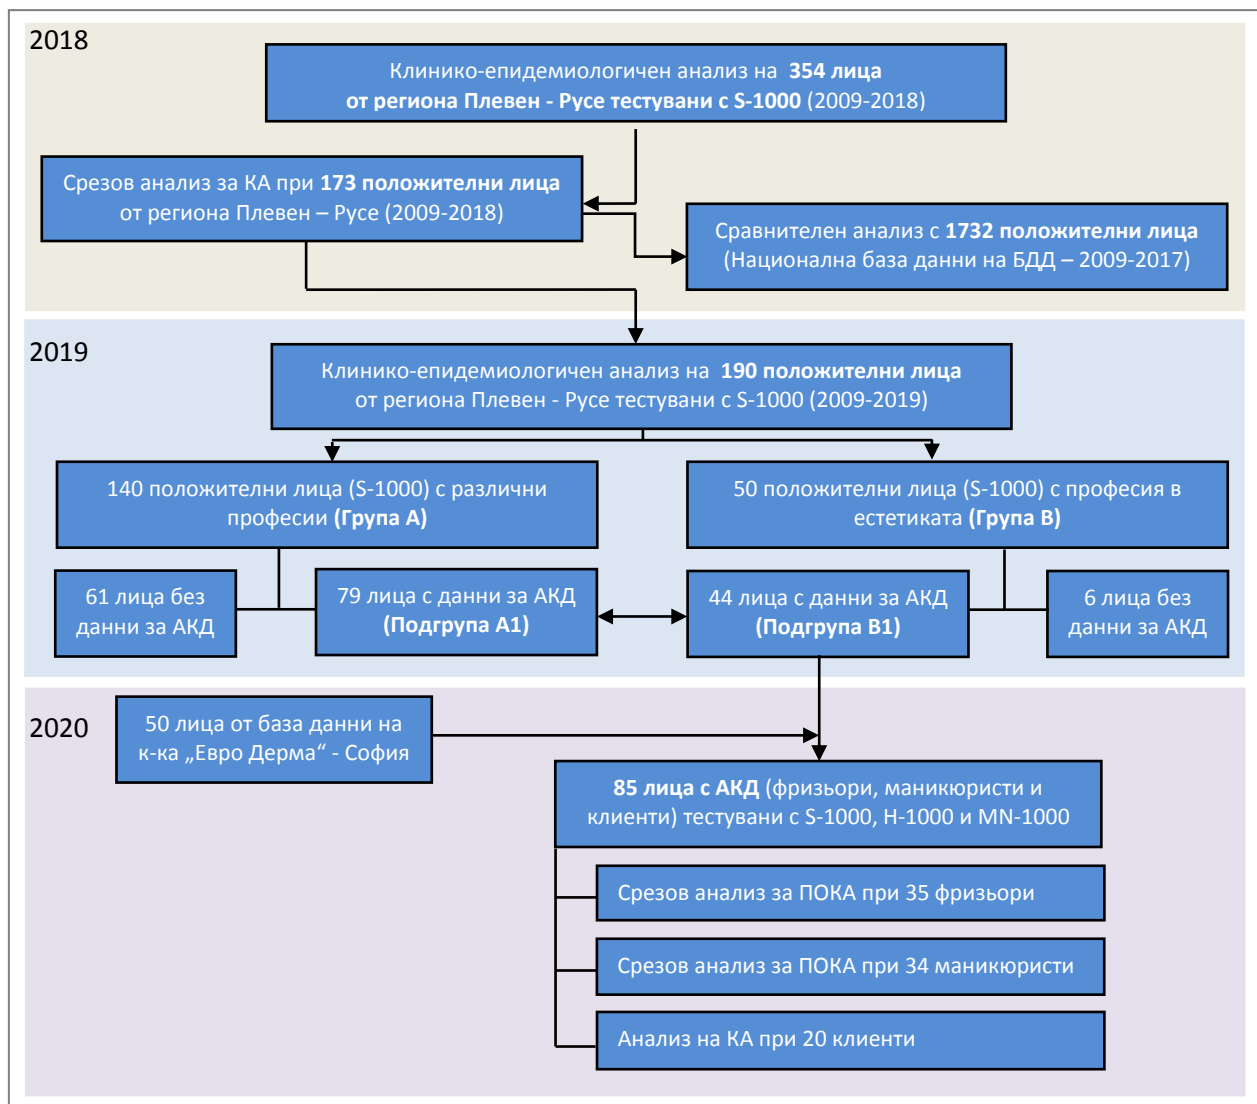 2018
Клинико-епидемиологичен анализ на 354 лица
от региона Плевен - Русе тестувани с S-1000 (2009-2018)
Срезов анализ за КА при 173 положителни лица
от региона Плевен – Русе (2009-2018)
Сравнителен анализ с 1732 положителни лица
(Национална база данни на БДД – 2009-2017)
2019
Клинико-епидемиологичен анализ на 190 положителни лица
от региона Плевен - Русе тестувани с S-1000 (2009-2019)
140 положителни лица (S-1000) с различни
професии (Група А)
50 положителни лица (S-1000) с професия в
естетиката (Група В)
61 лица без
данни за АКД
79 лица с данни за АКД
(Подгрупа А1)
44 лица с данни за АКД
(Подгрупа В1)
6 лица без
данни за АКД
2020
50 лица от база данни на
к-ка „Евро Дерма“ - София
85 лица с АКД (фризьори, маникюристи и
клиенти) тестувани с S-1000, H-1000 и MN-1000
Срезов анализ за ПОКА при 35 фризьори
Срезов анализ за ПОКА при 34 маникюристи
Анализ на КА при 20 клиенти